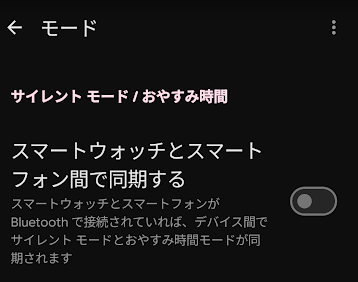 モード
サイレント モード / おやすみ時間
スマートウォッチとスマート
フォン間で同期する
スマートウォッチとスマートフォンが
Bluetooth で接続されていれば、デバイス間で
サイレント モードとおやすみ時間モードが同
期されます